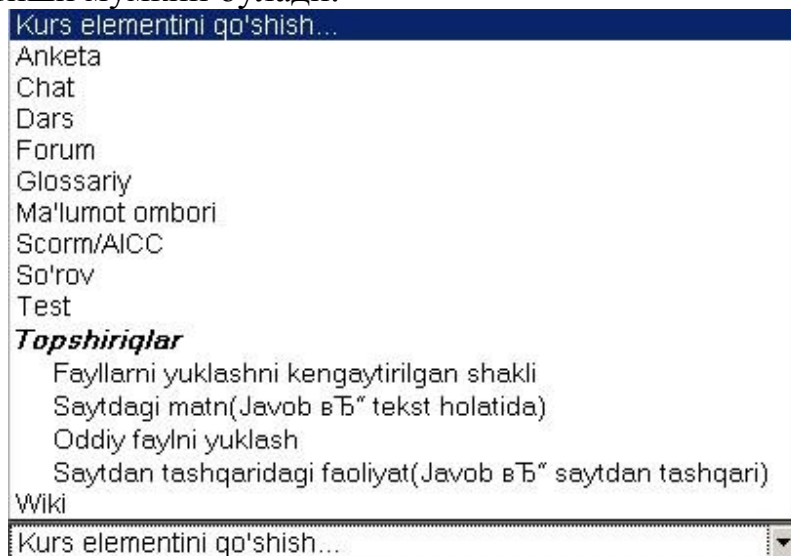 мумкин булади.
Kurs elementini qo'shish...
Anketa
Chat
Dars
Forum
Glossariy
Ma'lumot ombori
Scorm/AICC
So'rov
Test
Topshiriqlar
Fayllarni yuklashni kengaytirilgan shakli
Saytdagi matn(Javob вЂ“ tekst holatida)
Oddiy faylni yuklash
Saytdan tashqaridagi faoliyat(Javob вЂ“ saytdan tashqari)
Wiki
Kurs elementini qo'shish...